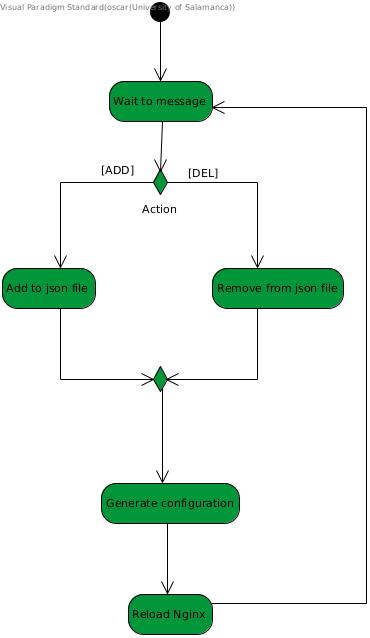 Visual Paradigm Standard(oscar(University of Salamanca))
Wait to message
[ADD]
[DEL]
Action
Add to json file
Remove from json file
Generate configuration
Reload Nginx